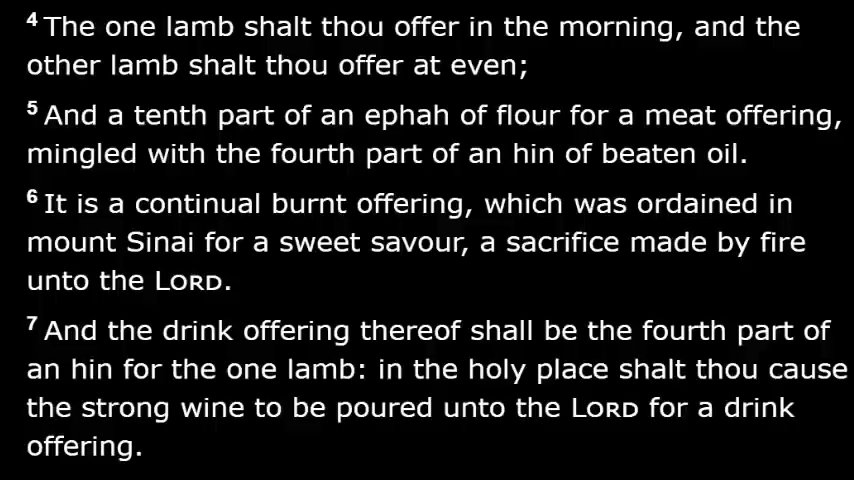 4 The one lamb shalt thou offer in the morning, and the
other lamb shalt thou offer at even;
5 And a tenth part of an ephah of flour for a meat offering,
mingled with the fourth part of an hin of beaten oil.
6 It is a continual burnt offering, which was ordained in
mount Sinai for a sweet savour, a sacrifice made by fire
unto the LORD.
7 And the drink offering thereof shall be the fourth part of
an hin for the one lamb: in the holy place shalt thou cause
the strong wine to be poured unto the LORD for a drink
offering.